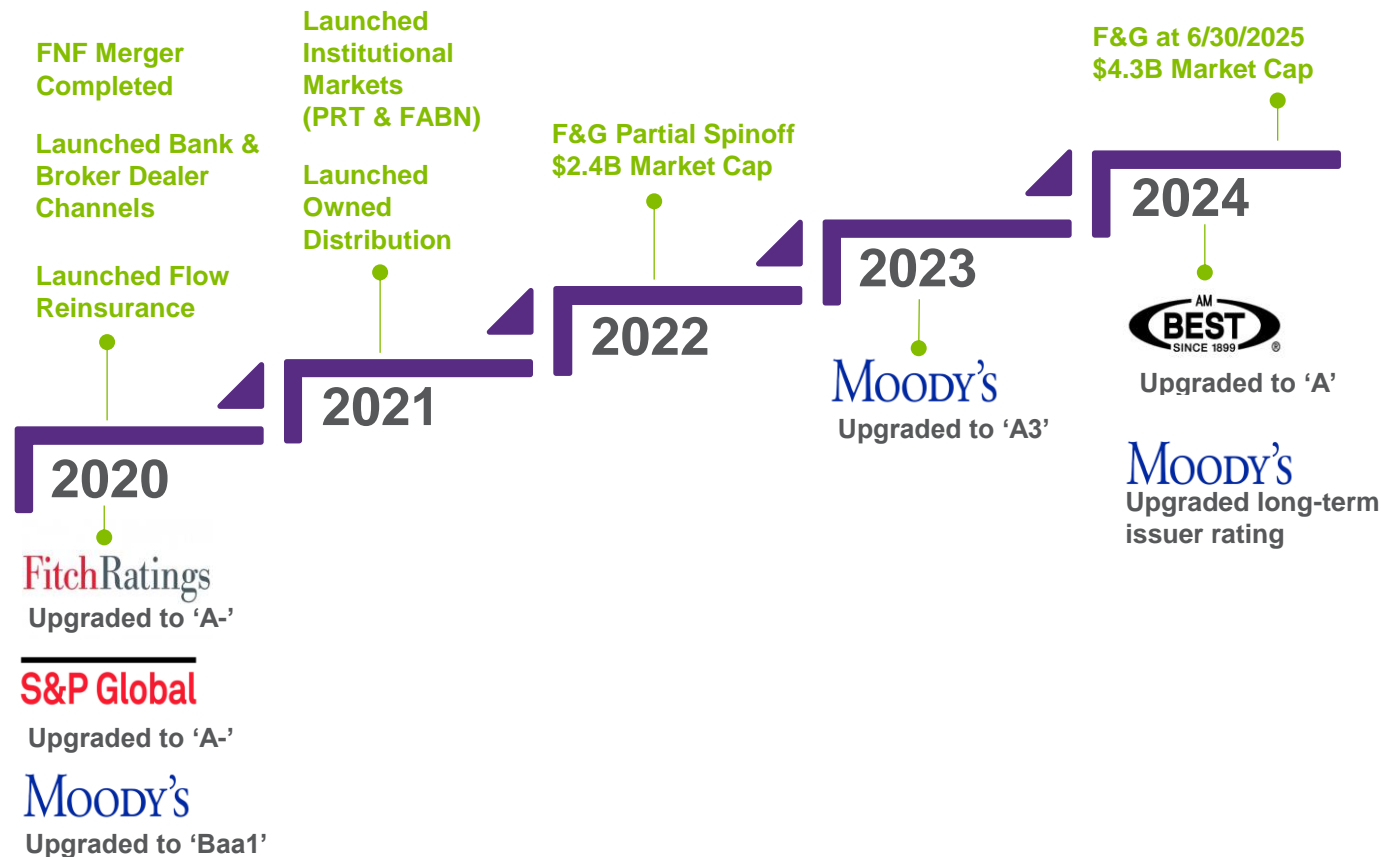 FNF Merger
Completed
Launched Bank &
Broker Dealer
Channels
Launched Flow
Reinsurance
2020
FitchRatings
Upgraded to ‘A-’
S&P Global
Upgraded to ‘A-’
MOODY’S
Upgraded to ‘Baa1’
Launched
Institutional
Markets
(PRT & FABN)
Launched
Owned
Distribution
2021
F&G Partial Spinoff
$2.4B Market Cap
2022
2023
MOODY’S
Upgraded to ‘A3’
F&G at 6/30/2025
$4.3B Market Cap
2024
AM
BEST
SINCE 1899
®
Upgraded to ‘A’
MOODY’S
Upgraded long-term
issuer rating